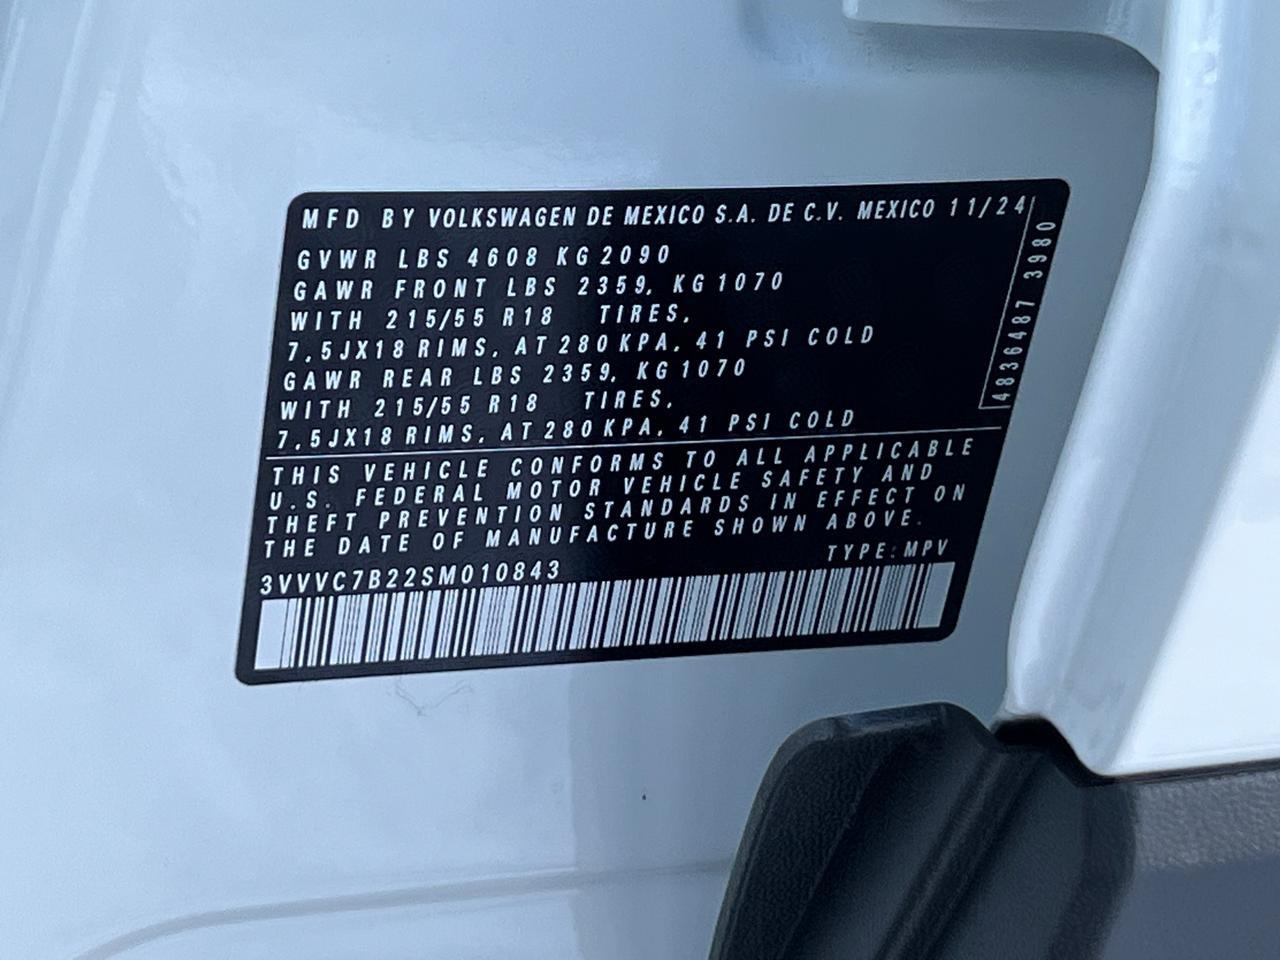 MFD BY VOLKSWAGEN DE MEXICO S.A. DE C.V. MEXICO 11/24
GVWR LBS 4608 KG 2090
GAWR FRONT LBS 2359, KG 1070
WITH 215/55 R18 TIRES,
7,5JX18 RIMS, AT 280 KPA, 41 PSI COLD
GAWR REAR LBS 2359, KG 1070
WITH 215/55 R18 TIRES,
7,5JX18 RIMS, AT 280 KPA, 41 PSI COLD
4836487 3980
THIS VEHICLE CONFORMS TO ALL APPLICABLE
U.S. FEDERAL MOTOR VEHICLE SAFETY AND
THEFT PREVENTION STANDARDS IN EFFECT ON
THE DATE OF MANUFACTURE SHOWN ABOVE.
TYPE: MPV
3VVVC7B22SM010843